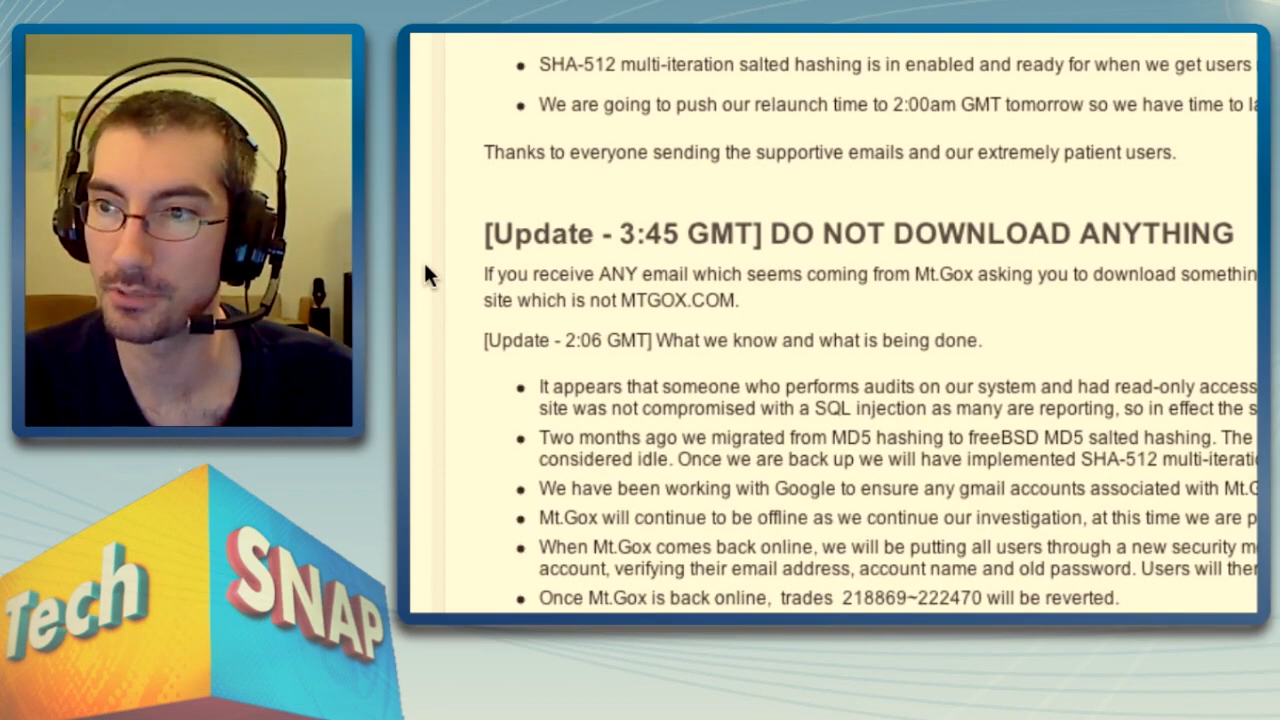 SHA-512 multi-iteration salted hashing is in enabled and ready for when we get users
We are going to push our relaunch time to 2:00am GMT tomorrow so we have time to
Thanks to everyone sending the supportive emails and our extremely patient users.
[Update - 3:45 GMT] DO NOT DOWNLOAD ANYTHING
If you receive ANY email which seems coming from Mt.Gox asking you to download somethin
site which is not MTGOX.COM.
[Update - 2:06 GMT] What we know and what is being done.
It appears that someone who performs audits on our system and had read-only access
site was not compromised with a SQL injection as many are reporting, so in effect the s
Two months ago we migrated from MD5 hashing to freeBSD MD5 salted hashing. The
considered idle. Once we are back up we will have implemented SHA-512 multi-iterati
We have been working with Google to ensure any gmail accounts associated with Mt.G
Mt.Gox will continue to be offline as we continue our investigation, at this time we are p
When Mt.Gox comes back online, we will be putting all users through a new security m
account, verifying their email address, account name and old password. Users will ther
Once Mt.Gox is back online, trades 218869~222470 will be reverted.
Tech
SNAP